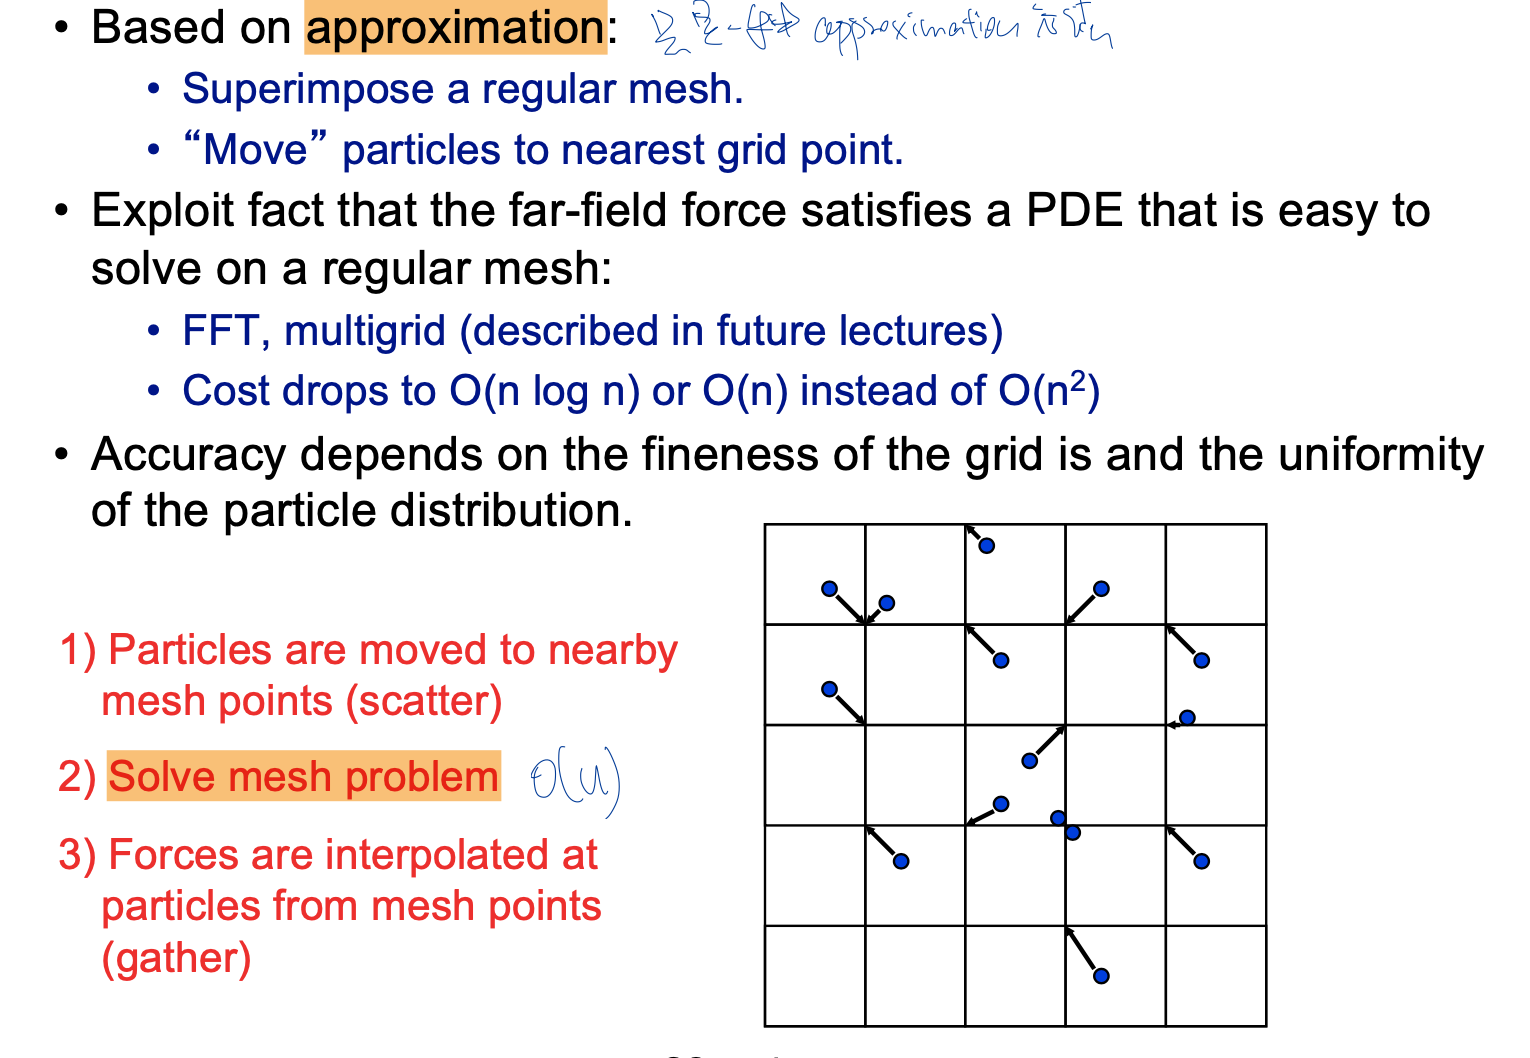 • Based on approximation: approximation
• Superimpose a regular mesh.
• “Move” particles to nearest grid point.
• Exploit fact that the far-field force satisfies a PDE that is easy to
solve on a regular mesh:
• FFT, multigrid (described in future lectures)
• Cost drops to O(n log n) or O(n) instead of O(n²)
• Accuracy depends on the fineness of the grid is and the uniformity
of the particle distribution.
1) Particles are moved to nearby
mesh points (scatter)
2) Solve mesh problem O(n)
3) Forces are interpolated at
particles from mesh points
(gather)